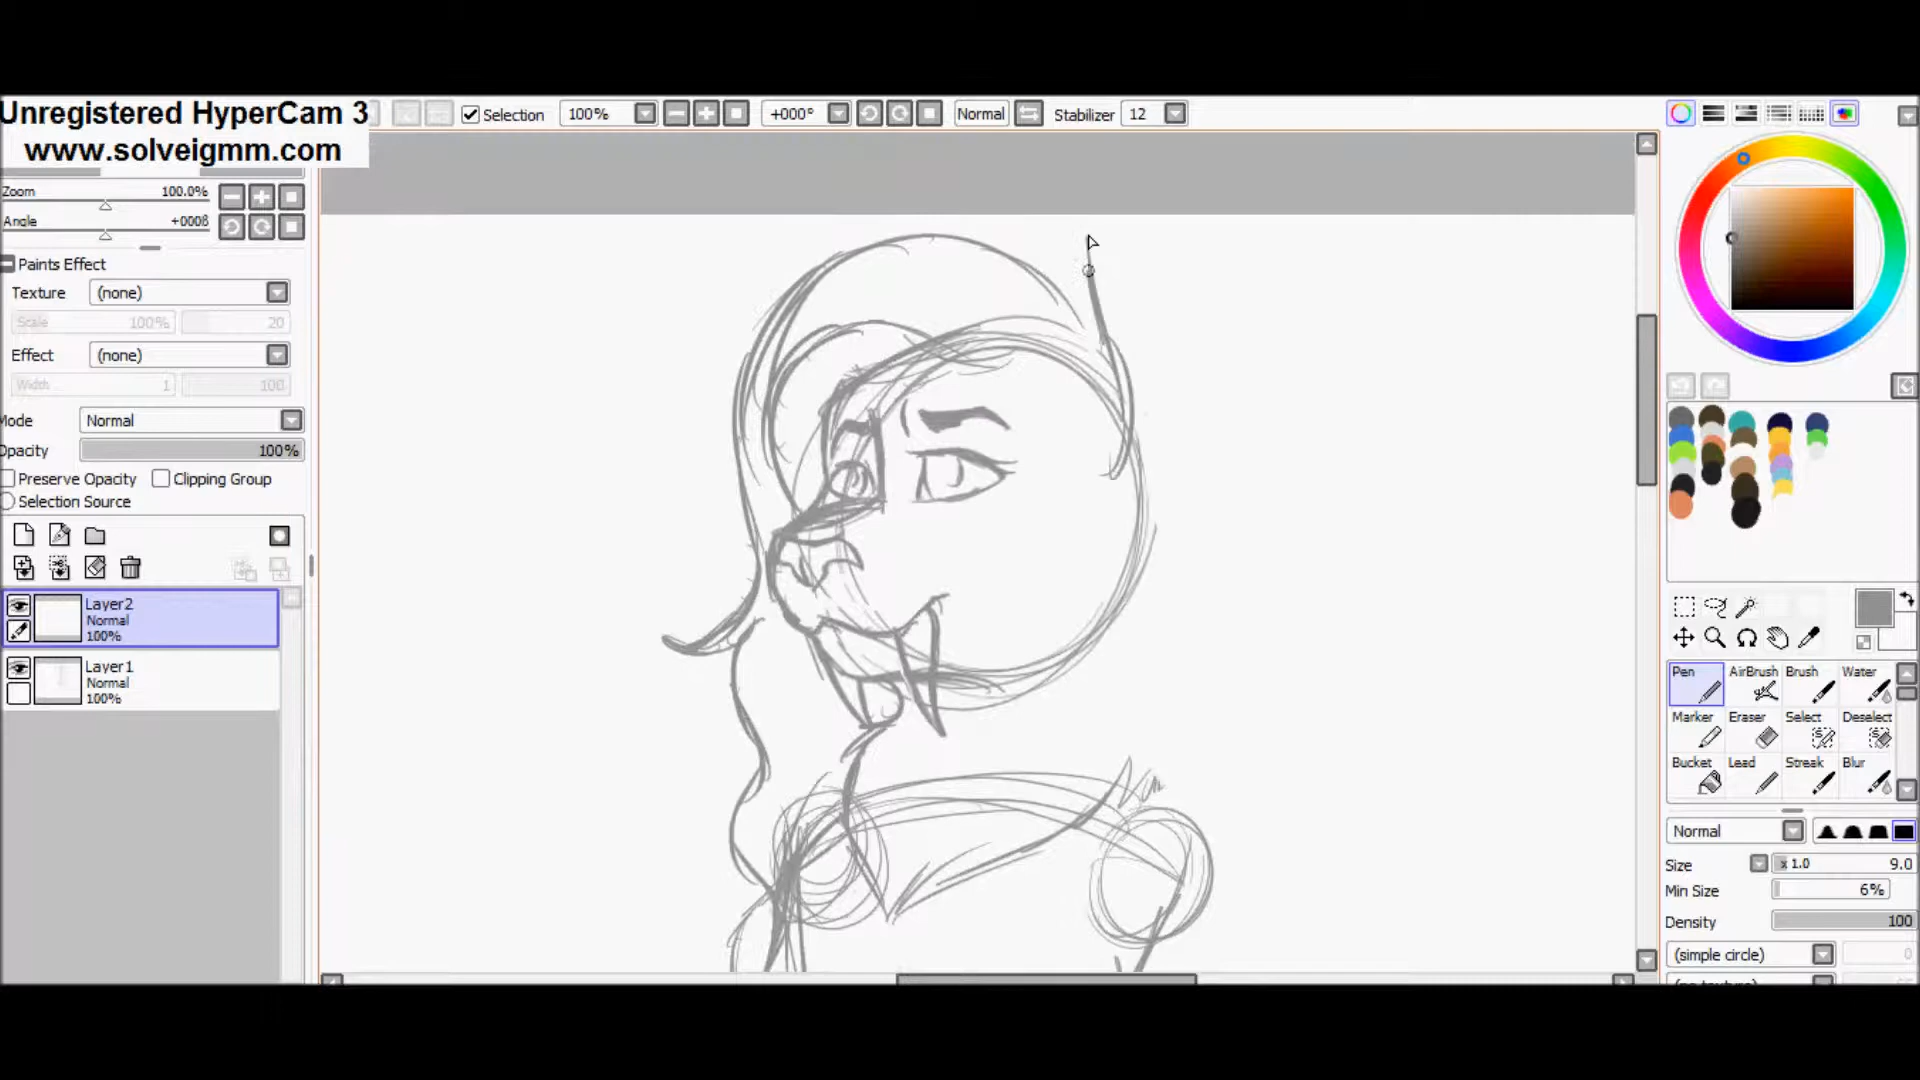 Unregistered HyperCam 3
www.solveigmm.com
Selection
100%
+000°
Normal
Stabilizer
12
Zoom
100.0%
Angle
+000ß
Paints Effect
Texture
(none)
Scale
100%
20
Effect
(none)
Width
1
100
Mode
Normal
Opacity
100%
Preserve Opacity
Clipping Group
Selection Source
Layer2
Normal
100%
Layer1
Normal
100%
Pen
AirBrush
Brush
Water
Marker
Eraser
Select
Deselect
Bucket
Lead
Streak
Blur
Normal
Size
x 1.0
9.0
Min Size
6%
Density
100
(simple circle)
0